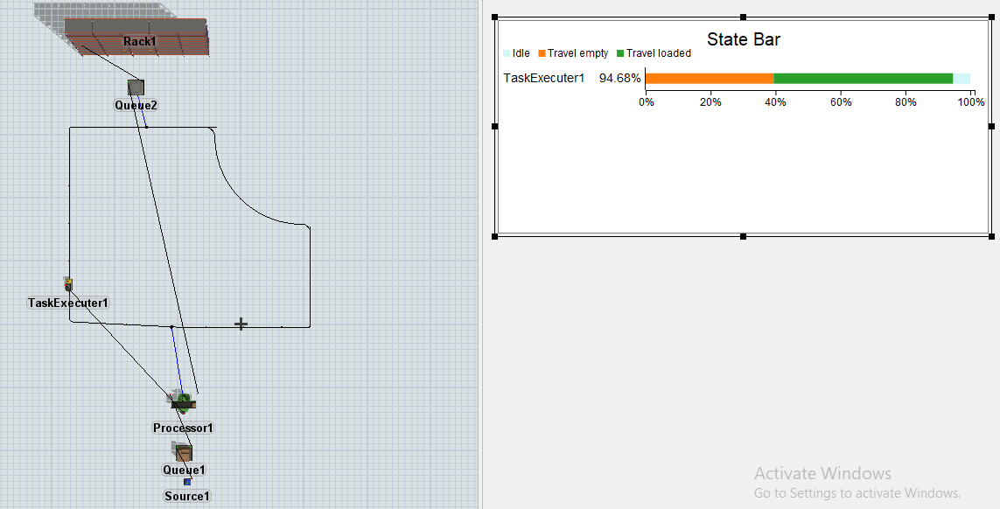 Rack1
Queue2
TaskExecuter1
Processor1
Queue1
Source1
State Bar
Idle Travel empty Travel loaded
TaskExecuter1 94.68%
0% 20% 40% 60% 80% 100%
Activate Windows
Go to Settings to activate Windows.